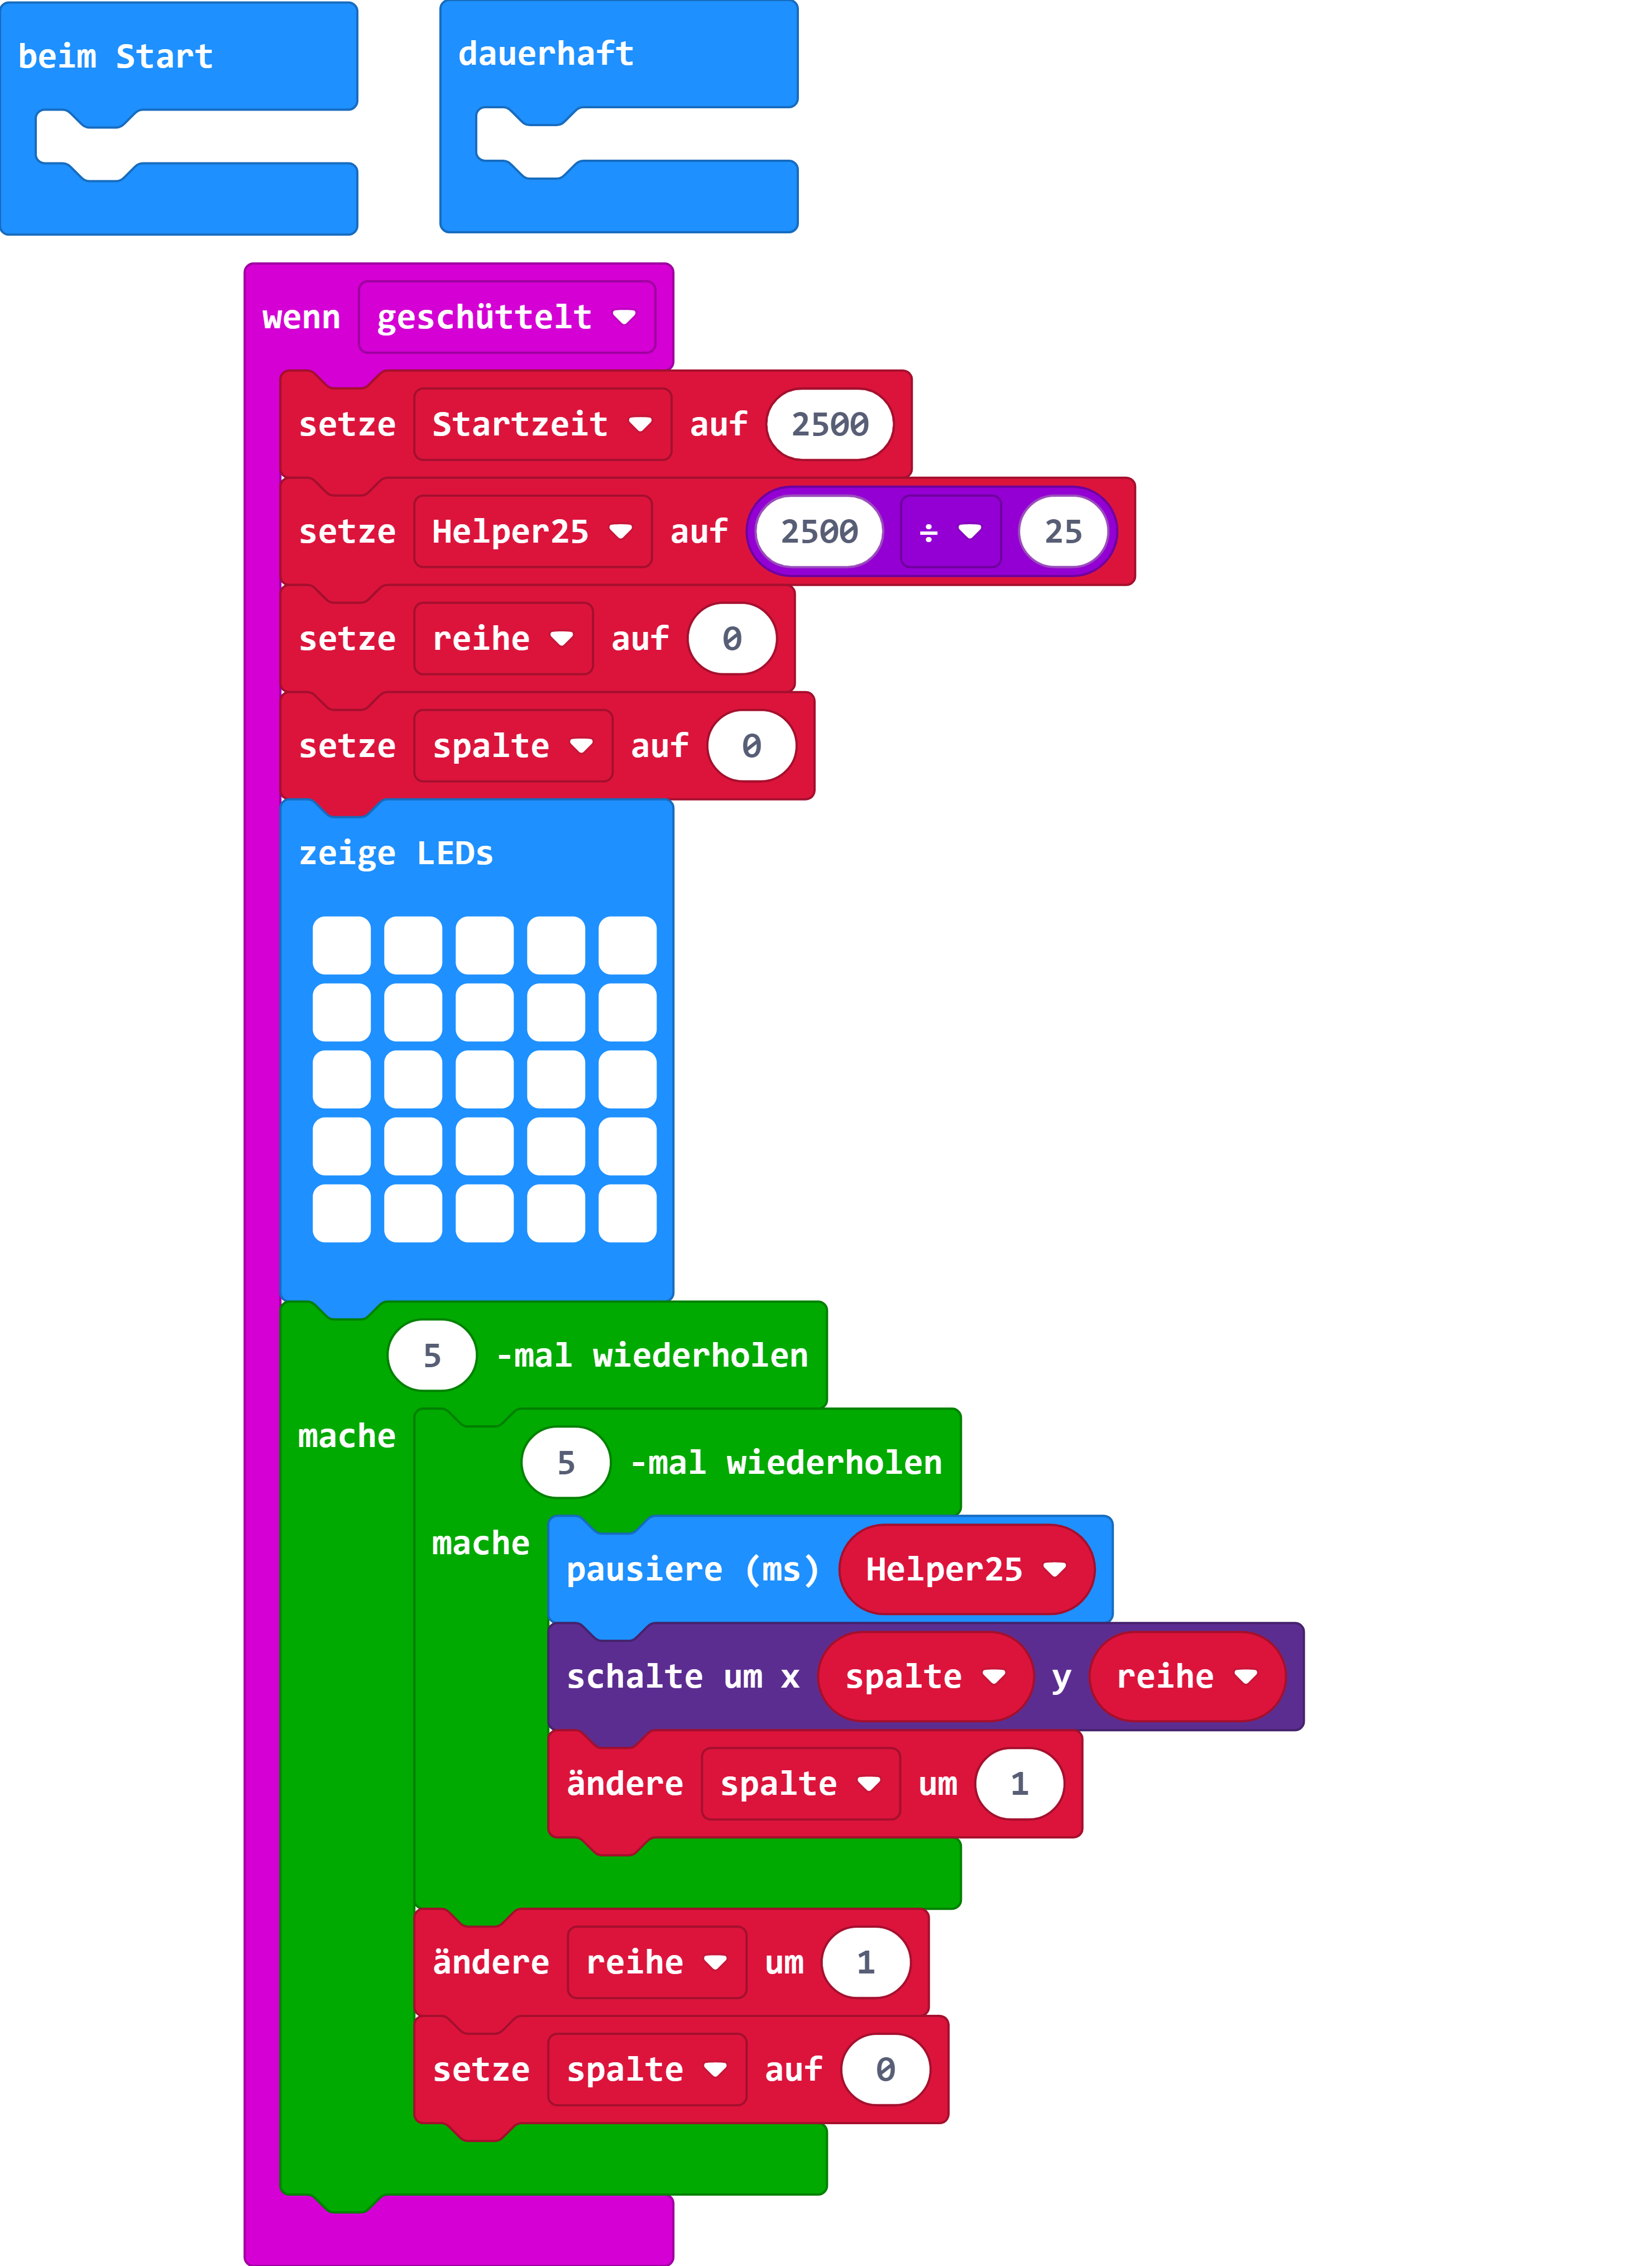 beim Start
dauerhaft
wenn geschüttelt
setze Startzeit auf 2500
setze Helper25 auf 2500 ÷ 25
setze reihe auf 0
setze spalte auf 0
zeige LEDs
5 -mal wiederholen
mache
5 -mal wiederholen
mache
pausiere (ms) Helper25
schalte um x spalte y reihe
ändere spalte um 1
ändere reihe um 1
setze spalte auf 0